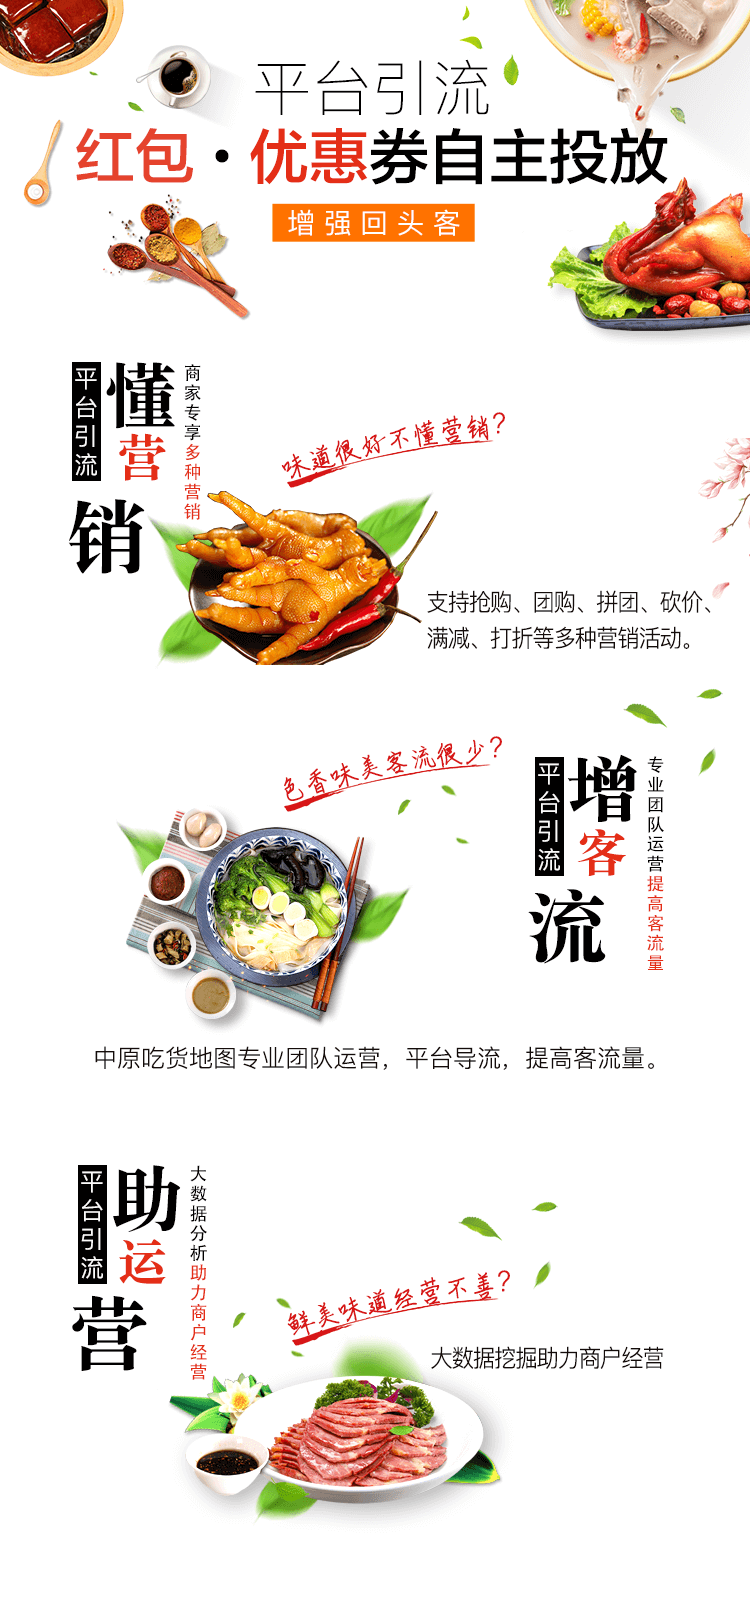 平台引流
红包·优惠券自主投放
增强回头客
平台引流
懂营销
商家专享多种营销
味道很好不懂营销?
支持抢购、团购、拼团、砍价、
满减、打折等多种营销活动。
色香味美客流很少?
平台引流
增客流
专业团队运营提高客流量
中原吃货地图专业团队运营，平台导流，提高客流量。
平台引流
助运营
大数据分析助力商户经营
鲜美味道经营不善?
大数据挖掘助力商户经营